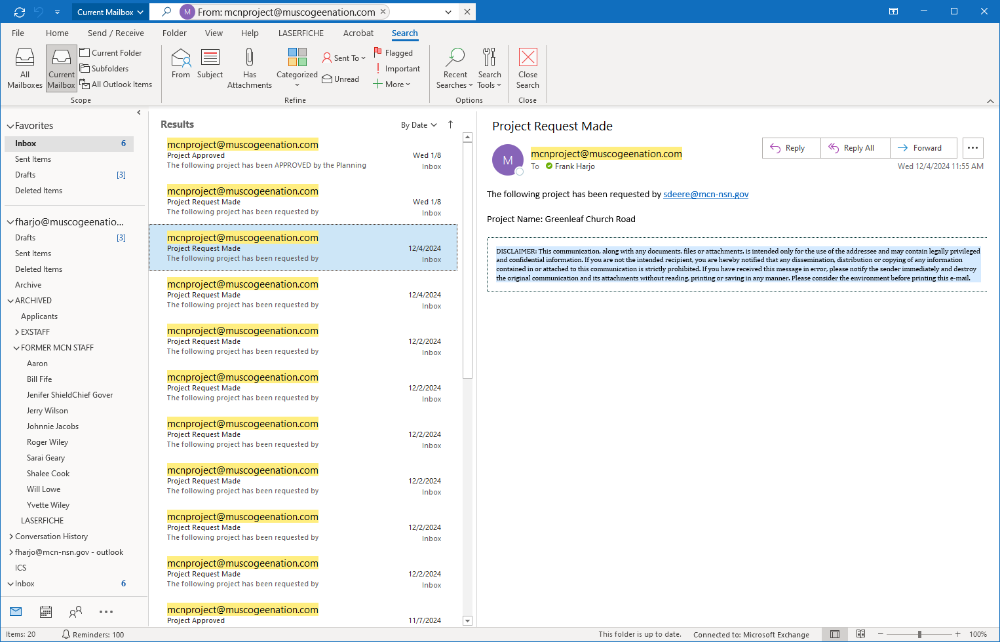 Current Mailbox
M From: mcnproject@muscogeenation.com
File Home Send / Receive Folder View Help LASERFICHE Acrobat Search
All Mailboxes
Current Mailbox
Current Folder
Subfolders
All Outlook Items
Scope
From
Subject
Has Attachments
Categorized
Sent To
Unread
Flagged
Important
More
Refine
Recent Searches
Search Tools
Options
Close Search
Close
Favorites
Inbox 6
Sent Items
Drafts [3]
Deleted Items
fharjo@muscogeenatio...
Drafts [3]
Sent Items
Deleted Items
Archive
ARCHIVED
Applicants
EXSTAFF
FORMER MCN STAFF
Aaron
Bill Fife
Jenifer ShieldChief Gover
Jerry Wilson
Johnnie Jacobs
Roger Wiley
Sarai Geary
Shalee Cook
Will Lowe
Yvette Wiley
LASERFICHE
Conversation History
fharjo@mcn-nsn.gov - outlook
ICS
Inbox 6
Results By Date
mcnproject@muscogeenation.com
Project Approved Wed 1/8
The following project has been APPROVED by the Planning Inbox
mcnproject@muscogeenation.com
Project Request Made Wed 1/8
The following project has been requested by Inbox
mcnproject@muscogeenation.com
Project Request Made 12/4/2024
The following project has been requested by Inbox
mcnproject@muscogeenation.com
Project Request Made 12/4/2024
The following project has been requested by Inbox
mcnproject@muscogeenation.com
Project Request Made 12/2/2024
The following project has been requested by Inbox
mcnproject@muscogeenation.com
Project Request Made 12/2/2024
The following project has been requested by Inbox
mcnproject@muscogeenation.com
Project Request Made 12/2/2024
The following project has been requested by Inbox
mcnproject@muscogeenation.com
Project Request Made 12/2/2024
The following project has been requested by Inbox
mcnproject@muscogeenation.com
Project Request Made 12/2/2024
The following project has been requested by Inbox
mcnproject@muscogeenation.com
Project Request Made 12/2/2024
The following project has been requested by Inbox
mcnproject@muscogeenation.com
Project Approved 11/7/2024
Project Request Made
M
mcnproject@muscogeenation.com
To Frank Harjo
Reply Reply All Forward
Wed 12/4/2024 11:55 AM
The following project has been requested by sdeere@mcn-nsn.gov
Project Name: Greenleaf Church Road
DISCLAIMER: This communication, along with any documents, files or attachments, is intended only for the use of the addressee and may contain legally privileged
and confidential information. If you are not the intended recipient, you are hereby notified that any dissemination, distribution or copying of any information
contained in or attached to this communication is strictly prohibited. If you have received this message in error, please notify the sender immediately and destroy
the original communication and its attachments without reading, printing or saving in any manner. Please consider the environment before printing this e-mail.
Items: 20 Reminders: 100 This folder is up to date. Connected to: Microsoft Exchange 100%